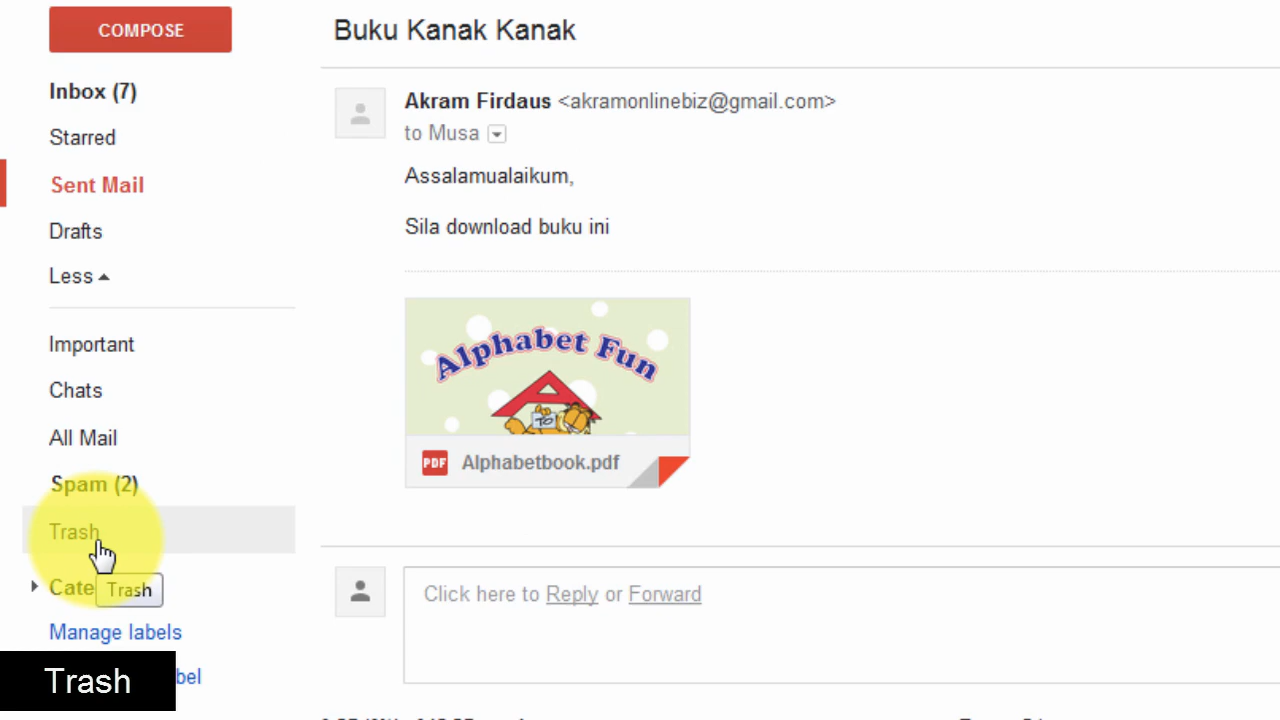 COMPOSE
Inbox (7)
Starred
Sent Mail
Drafts
Less
Important
Chats
All Mail
Spam (2)
Trash
Cate
Trash
Manage labels
bel
Trash
Buku Kanak Kanak
Akram Firdaus <akramonlinebiz@gmail.com>
to Musa
Assalamualaikum,
Sila download buku ini
Alphabet Fun
A
TO
PDF Alphabetbook.pdf
Click here to Reply or Forward